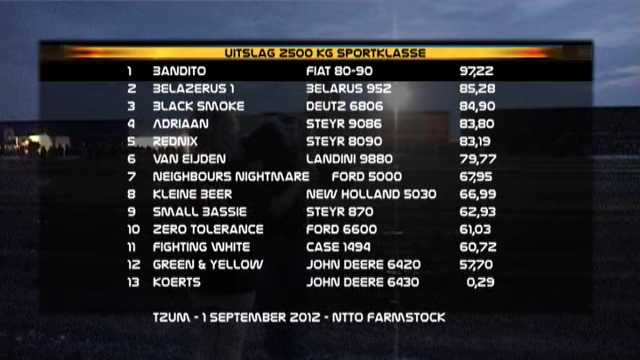 UITSLAG 2500 KG SPORTKLASSE
1 BANDITO FIAT 80-90 97,22
2 BELAZERUS 1 BELARUS 952 85,28
3 BLACK SMOKE DEUTZ 6806 84,90
4 ADRIAAN STEYR 9086 83,80
5 REDNIX STEYR 8090 83,19
6 VAN EIJDEN LANDINI 9880 79,77
7 NEIGHBOURS NIGHTMARE FORD 5000 67,95
8 KLEINE BEER NEW HOLLAND 5030 66,99
9 SMALL BASSIE STEYR 870 62,93
10 ZERO TOLERANCE FORD 6600 61,03
11 FIGHTING WHITE CASE 1494 60,72
12 GREEN & YELLOW JOHN DEERE 6420 57,70
13 KOERTS JOHN DEERE 6430 0,29
TZUM - 1 SEPTEMBER 2012 - NTTO FARMSTOCK